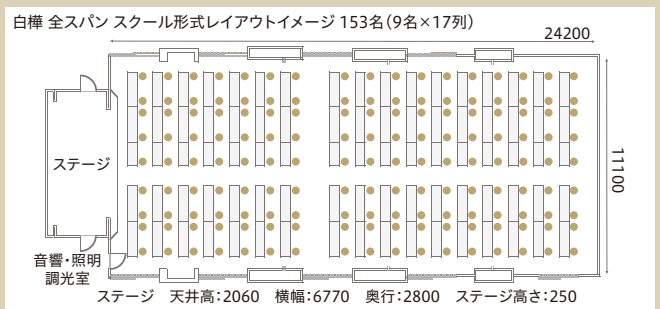 白樺 全スパン スクール形式レイアウトイメージ 153名（9名×17列）
24200
ステージ
11100
音響・照明
調光室
ステージ　天井高：2060　横幅：6770　奥行：2800　ステージ高さ：250